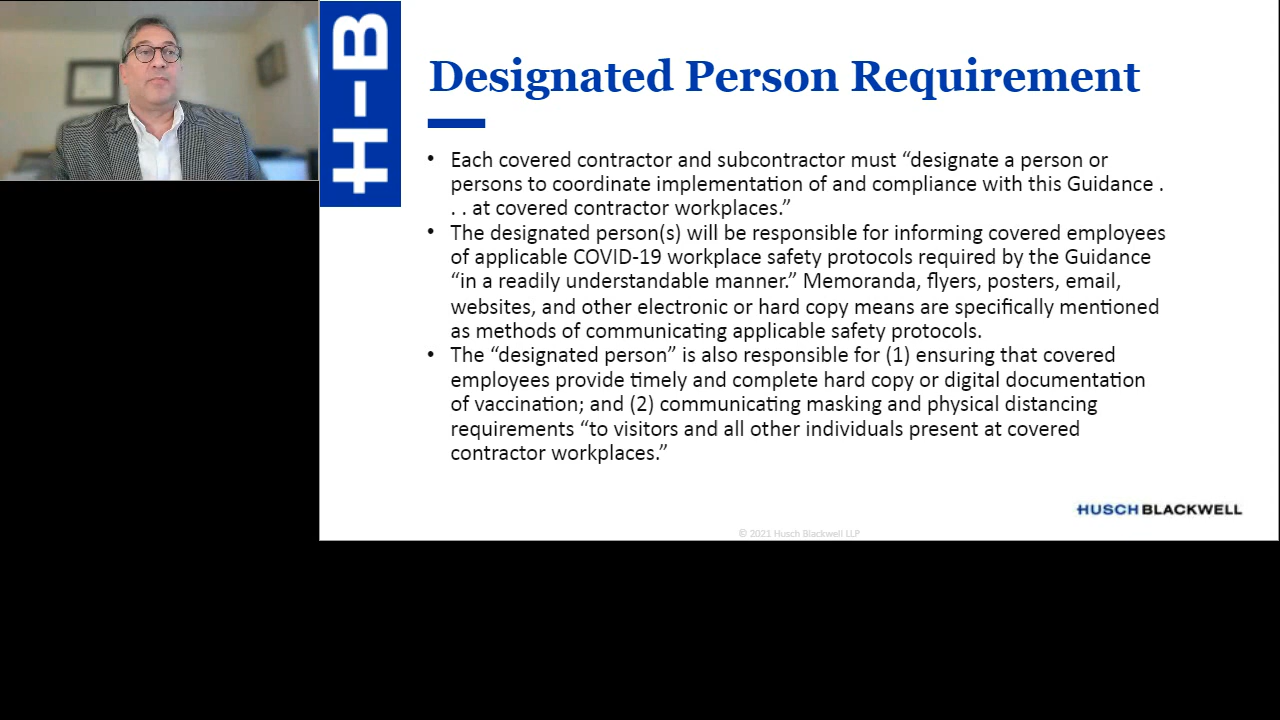 H-B
Designated Person Requirement
• Each covered contractor and subcontractor must “designate a person or
persons to coordinate implementation of and compliance with this Guidance .
. . at covered contractor workplaces.”
• The designated person(s) will be responsible for informing covered employees
of applicable COVID-19 workplace safety protocols required by the Guidance
“in a readily understandable manner.” Memoranda, flyers, posters, email,
websites, and other electronic or hard copy means are specifically mentioned
as methods of communicating applicable safety protocols.
• The “designated person” is also responsible for (1) ensuring that covered
employees provide timely and complete hard copy or digital documentation
of vaccination; and (2) communicating masking and physical distancing
requirements “to visitors and all other individuals present at covered
contractor workplaces.”
HUSCH BLACKWELL
© 2021 Husch Blackwell LLP